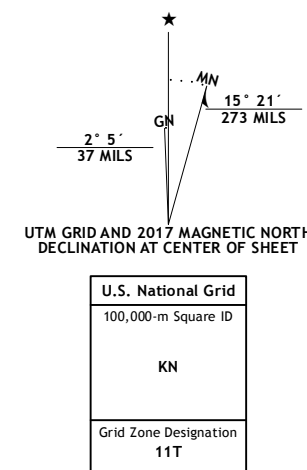 ★
MN
GN
15° 21´
273 MILS
2° 5´
37 MILS
UTM GRID AND 2017 MAGNETIC NORTH
DECLINATION AT CENTER OF SHEET
U.S. National Grid
100,000-m Square ID
KN
Grid Zone Designation
11T